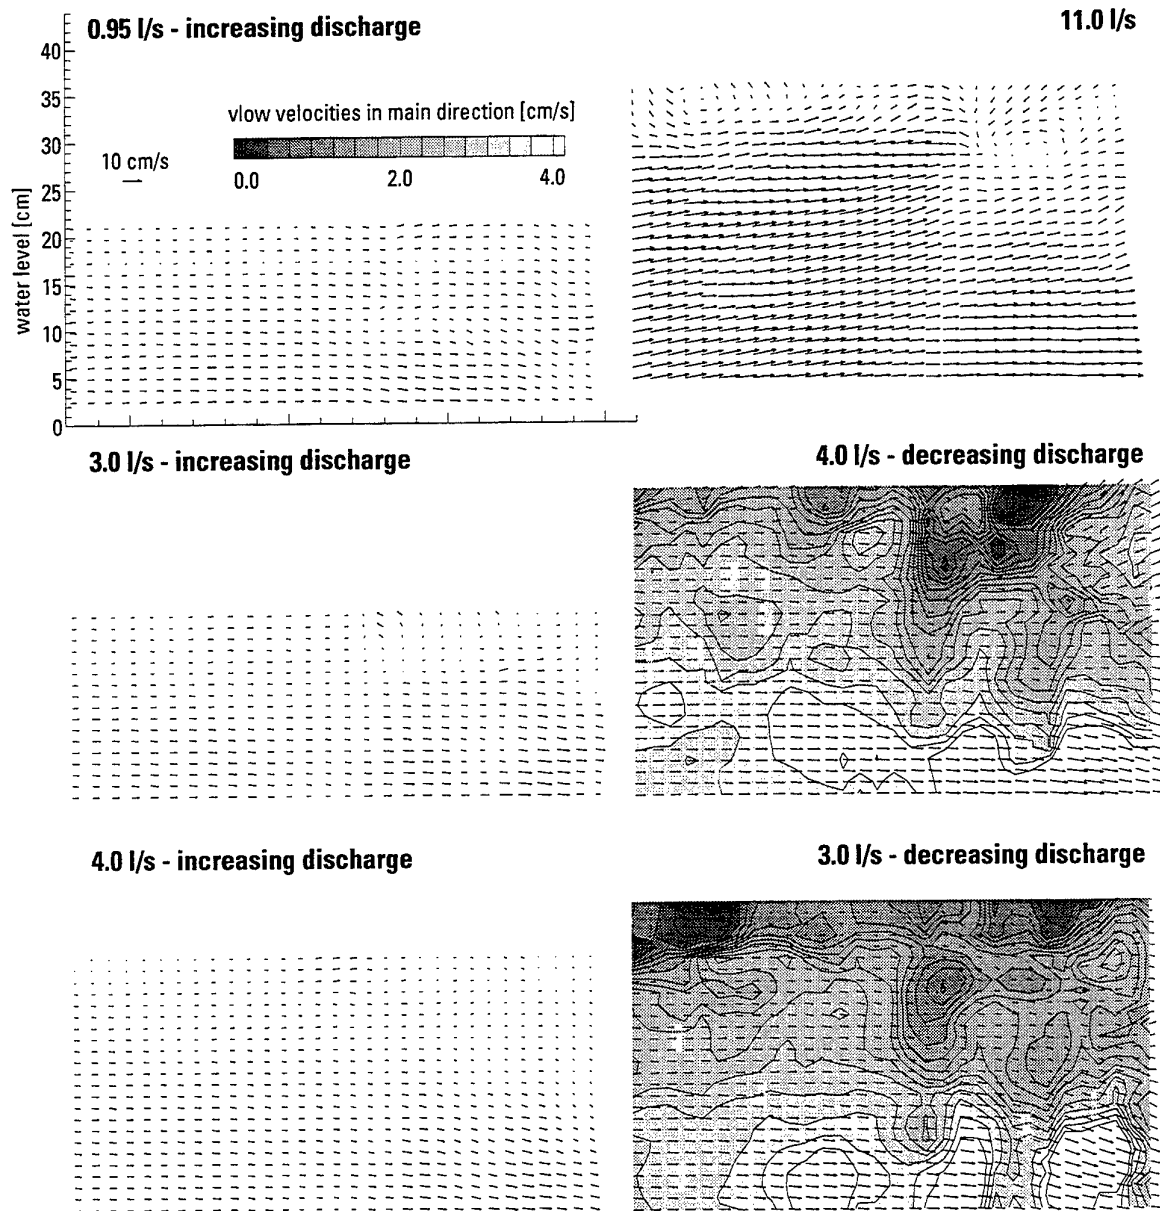 0.95 l/s - increasing discharge
11.0 l/s
40
35
30
25
20
15
10
5
0
water level [cm]
vlow velocities in main direction [cm/s]
0.0
2.0
4.0
10 cm/s
3.0 l/s - increasing discharge
4.0 l/s - decreasing discharge
4.0 l/s - increasing discharge
3.0 l/s - decreasing discharge